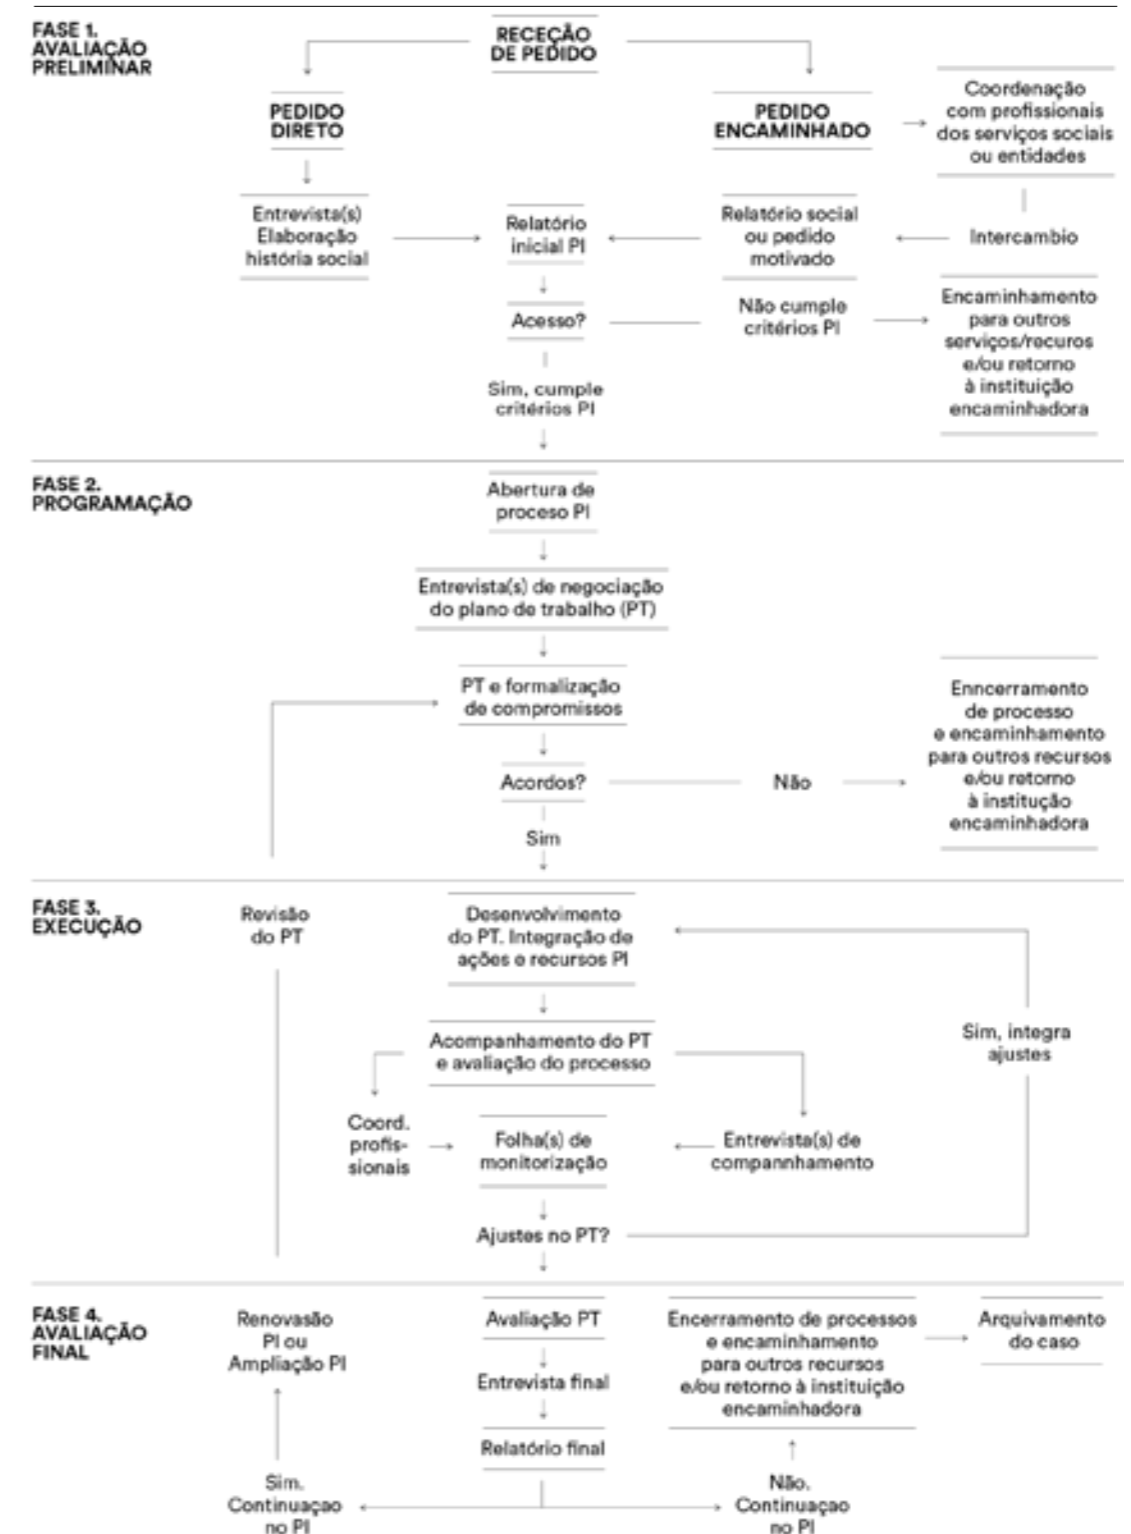 FASE 1.
AVALIAÇÃO
PRELIMINAR
RECEÇÃO
DE PEDIDO
PEDIDO
DIRETO
PEDIDO
ENCAMINHADO
Coordenação
com profissionais
dos serviços sociais
ou entidades
Entrevista(s)
Elaboração
história social
Relatório
inicial PI
Relatório social
ou pedido
motivado
Intercambio
Acesso?
Não cumple
critérios PI
Encaminhamento
para outros
serviços/recuros
e/ou retorno
à instituição
encaminhadora
Sim, cumple
critérios PI
FASE 2.
PROGRAMAÇÃO
Abertura de
proceso PI
Entrevista(s) de negociação
do plano de trabalho (PT)
PT e formalização
de compromissos
Acordos?
Não
Enncerramento
de processo
e encaminhamento
para outros recursos
e/ou retorno
à institução
encaminhadora
Sim
FASE 3.
EXECUÇÃO
Revisão
do PT
Desenvolvimento
do PT. Integração de
ações e recursos PI
Sim, integra
ajustes
Acompanhamento do PT
e avaliação do processo
Coord.
profis-
sionais
Folha(s) de
monitorização
Entrevista(s) de
compannhamento
Ajustes no PT?
FASE 4.
AVALIAÇÃO
FINAL
Renovasão
PI ou
Ampliação PI
Avaliação PT
Entrevista final
Relatório final
Encerramento de processos
e encaminhamento
para outros recursos
e/ou retorno à instituição
encaminhadora
Arquivamento
do caso
Sim.
Continuaçao
no PI
Não.
Continuaçao
no PI